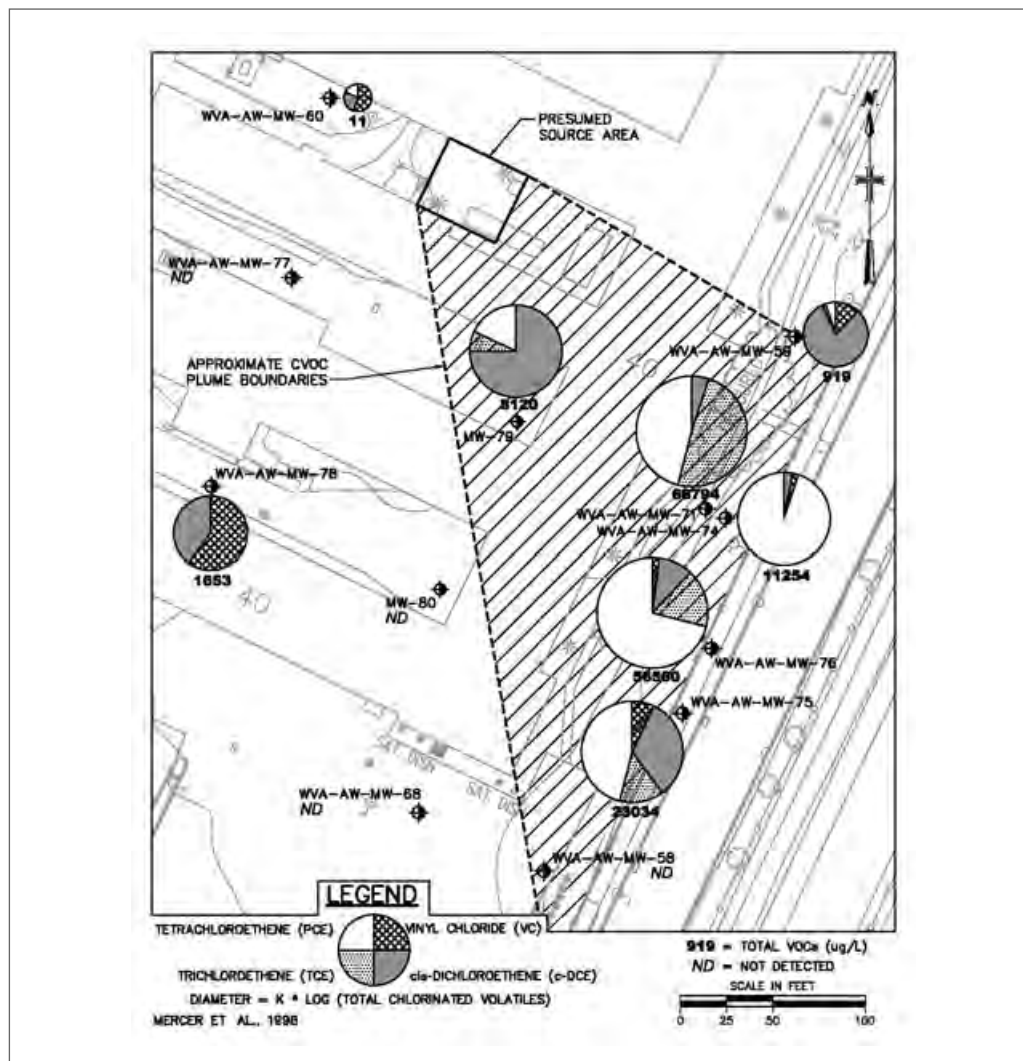 WVA-AW-MW-60
11
PRESUMED
SOURCE AREA
N
WVA-AW-MW-77
ND
WVA-AW-MW-59
919
APPROXIMATE CVOC
PLUME BOUNDARIES
40
8120
MW-79
66794
WVA-AW-MW-71
WVA-AW-MW-74
11254
WVA-AW-MW-78
1653
40
MW-80
ND
56560
WVA-AW-MW-76
WVA-AW-MW-75
23034
WVA-AW-MW-68
ND
WVA-AW-MW-58
ND
LEGEND
TETRACHLOROETHENE (PCE)
VINYL CHLORIDE (VC)
TRICHLOROETHENE (TCE)
cis-DICHLOROETHENE (c-DCE)
DIAMETER = K * LOG (TOTAL CHLORINATED VOLATILES)
MERCER ET AL., 1998
919 = TOTAL VOCs (ug/L)
ND = NOT DETECTED
SCALE IN FEET
0 25 50 100